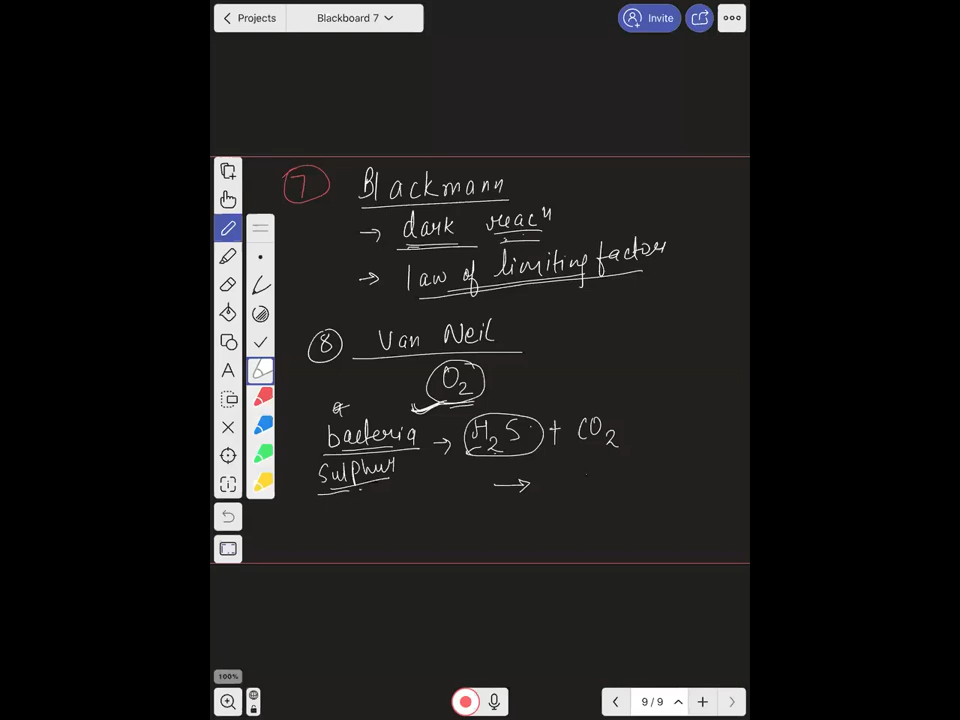 Projects
Blackboard 7
Invite
7 Blackmann
→ dark reacⁿ
→ law of limiting factor
8 Van Neil
O2
bacteria → H2S + CO2
sulphur
→
A
100%
9/9